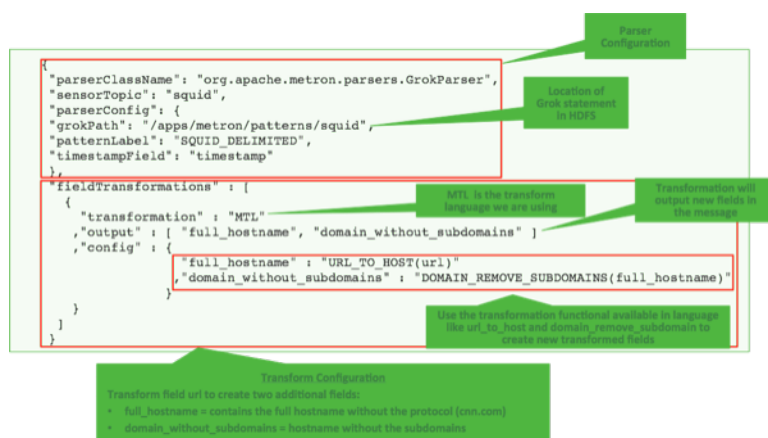 Parser
Configuration
{
"parserClassName": "org.apache.metron.parsers.GrokParser",
"sensorTopic": "squid",
"parserConfig": {
"grokPath": "/apps/metron/patterns/squid",
"patternLabel": "SQUID_DELIMITED",
"timestampField": "timestamp"
},
Location of
Grok statement
in HDFS
"fieldTransformations" : [
{
"transformation" : "MTL"
,"output" : [ "full_hostname", "domain_without_subdomains" ]
,"config" : {
"full_hostname" : "URL_TO_HOST(url)"
,"domain_without_subdomains" : "DOMAIN_REMOVE_SUBDOMAINS(full_hostname)"
}
}
]
}
MTL is the transform
language we are using
Transformation will
output new fields in
the message
Use the transformation functional available in language
like url_to_host and domain_remove_subdomain to
create new transformed fields
Transform Configuration
Transform field url to create two additional fields:
• full_hostname = contains the full hostname without the protocol (cnn.com)
• domain_without_subdomains = hostname without the subdomains